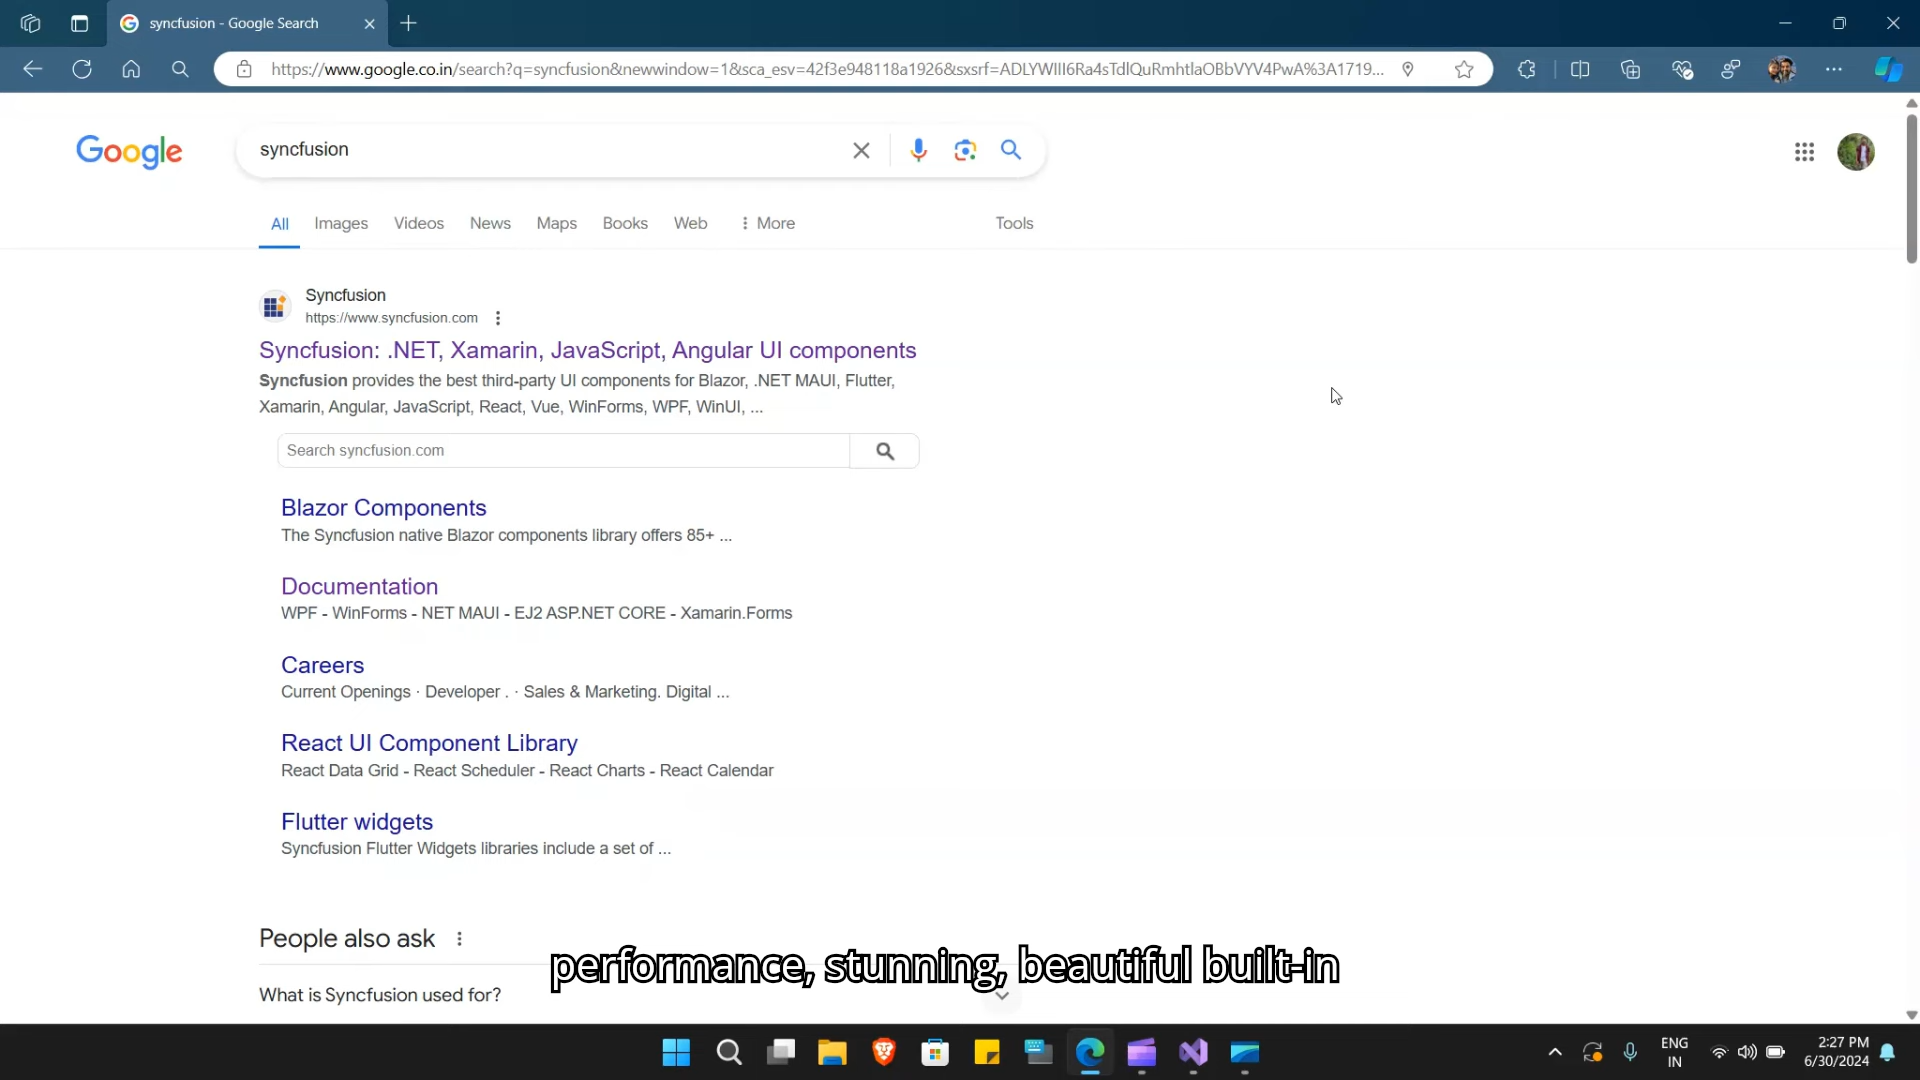 syncfusion - Google Search
https://www.google.co.in/search?q=syncfusion&newwindow=1&sca_esv=42f3e948118a1926&sxsrf=ADLYWIII6Ra4sTdlQuRmhtlaOBbVYV4PwA%3A1719...
Google
syncfusion
All Images Videos News Maps Books Web More Tools
Syncfusion
https://www.syncfusion.com
Syncfusion: .NET, Xamarin, JavaScript, Angular UI components
Syncfusion provides the best third-party UI components for Blazor, .NET MAUI, Flutter,
Xamarin, Angular, JavaScript, React, Vue, WinForms, WPF, WinUI, ...
Search syncfusion.com
Blazor Components
The Syncfusion native Blazor components library offers 85+ ...
Documentation
WPF - WinForms - NET MAUI - EJ2 ASP.NET CORE - Xamarin.Forms
Careers
Current Openings · Developer . · Sales & Marketing. Digital ...
React UI Component Library
React Data Grid - React Scheduler - React Charts - React Calendar
Flutter widgets
Syncfusion Flutter Widgets libraries include a set of ...
People also ask
performance, stunning, beautiful built-in
What is Syncfusion used for?
ENG
IN
2:27 PM
6/30/2024